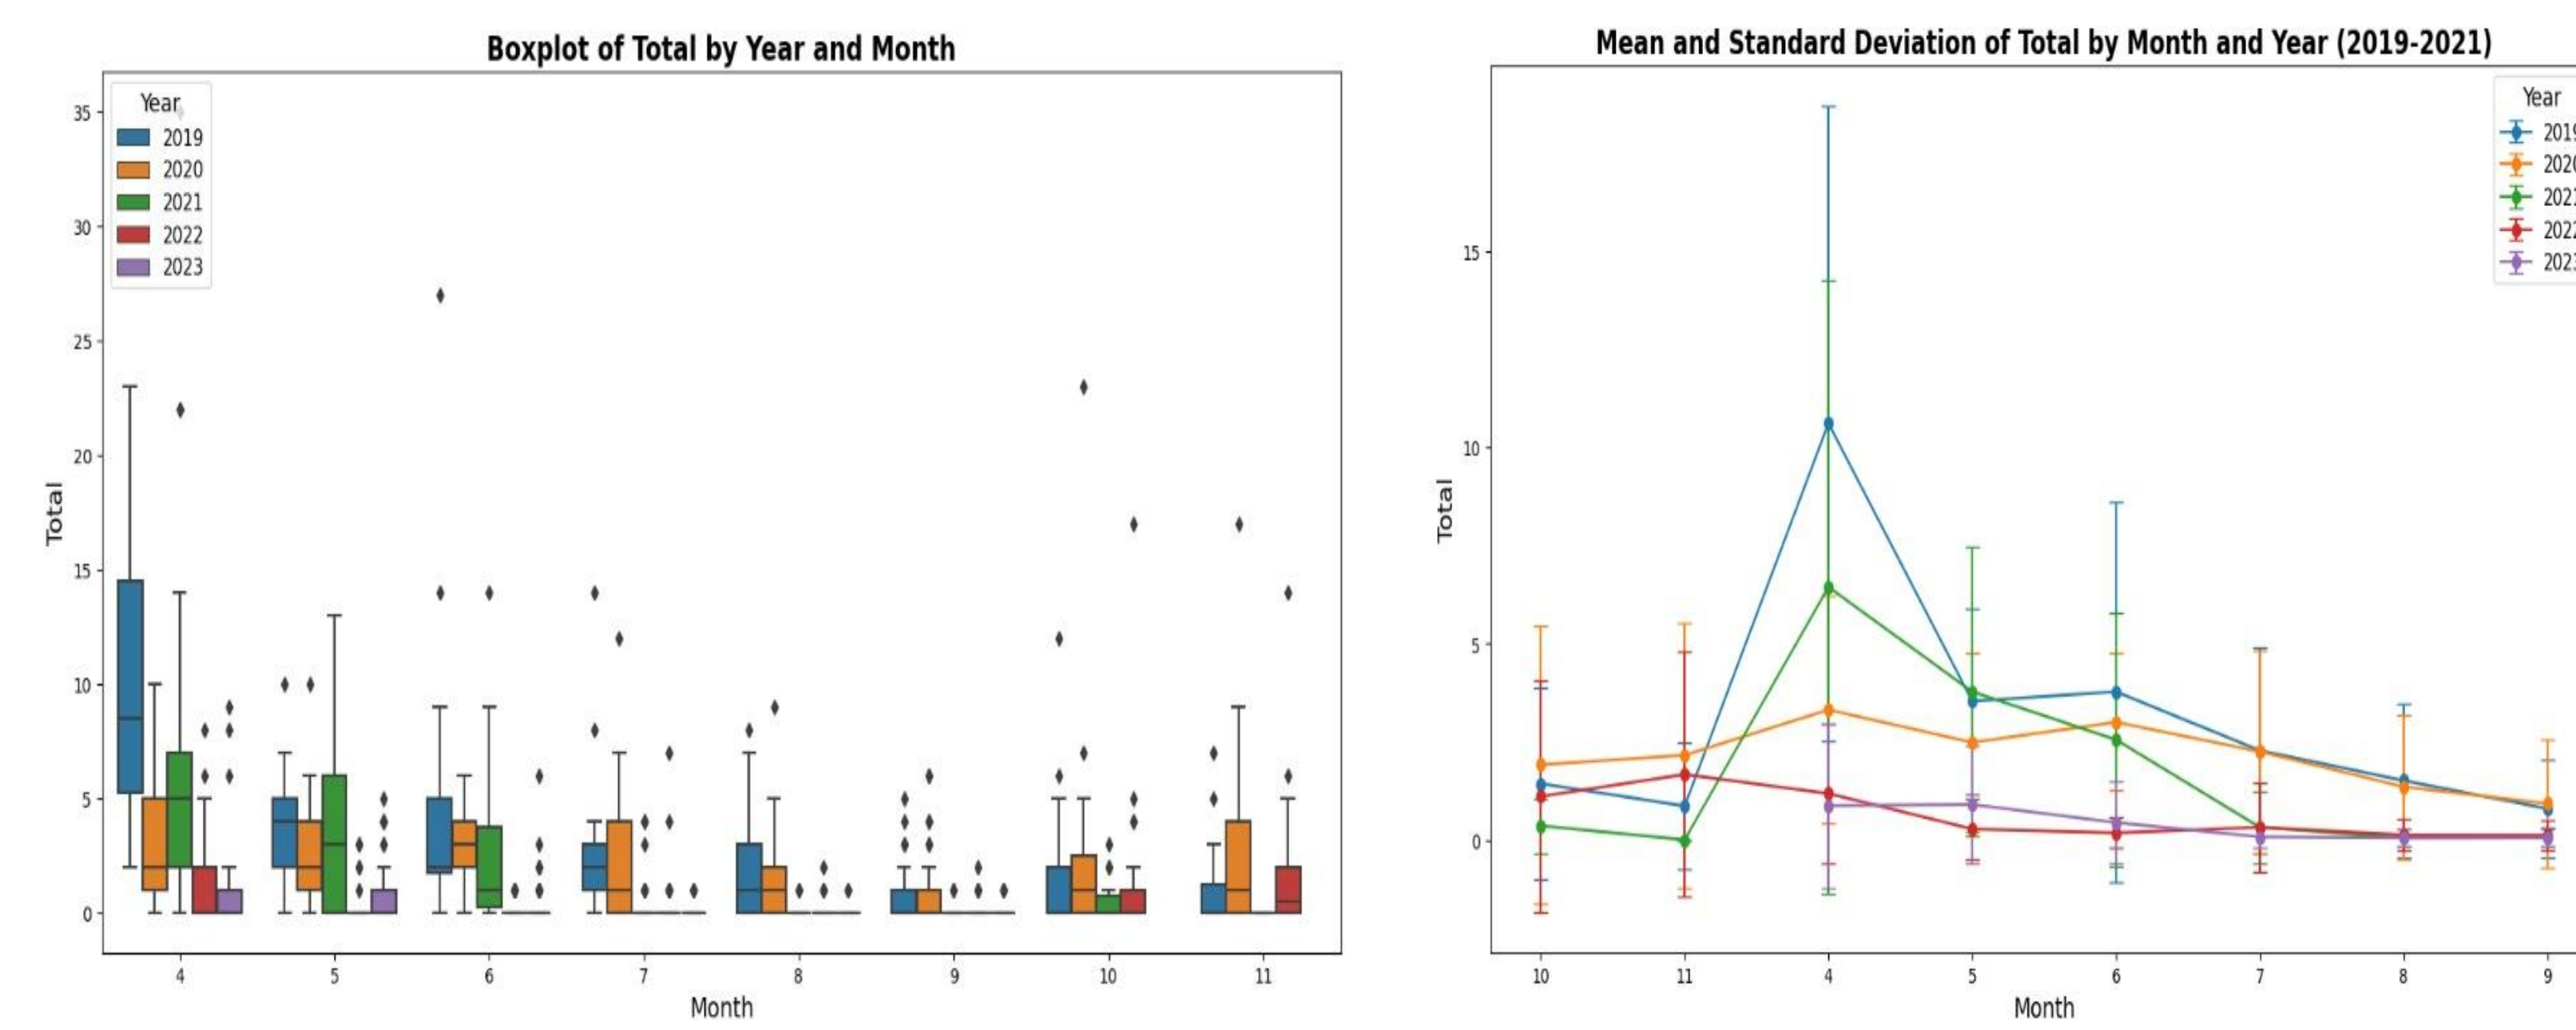 Boxplot of Total by Year and Month
Year
2019
2020
2021
2022
2023
35
30
25
20
15
10
5
0
Total
4 5 6 7 8 9 10 11
Month
Mean and Standard Deviation of Total by Month and Year (2019-2021)
Year
15
10
5
0
Total
10 11 4 5 6 7 8 9
Month